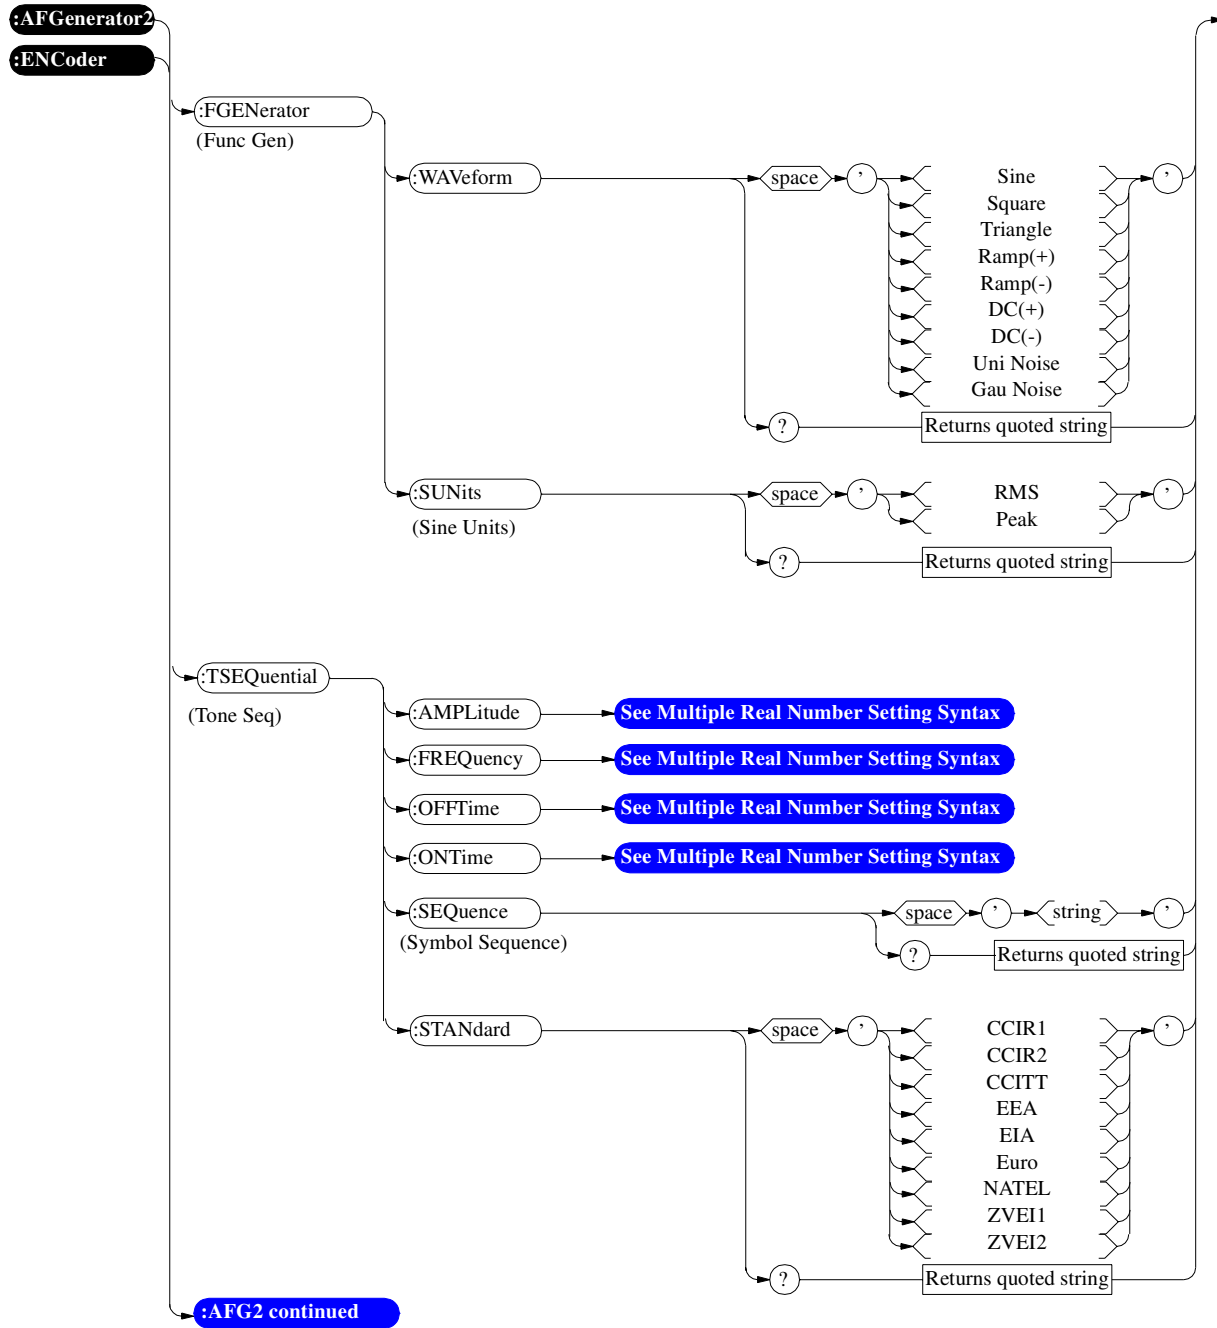 :AFGenerator2
:ENCoder
:FGENerator
(Func Gen)
:WAVeform
space
'
Sine
'
Square
Triangle
Ramp(+)
Ramp(-)
DC(+)
DC(-)
Uni Noise
Gau Noise
?
Returns quoted string
:SUNits
(Sine Units)
space
'
RMS
'
Peak
?
Returns quoted string
:TSEQuential
(Tone Seq)
:AMPLitude
See Multiple Real Number Setting Syntax
:FREQuency
See Multiple Real Number Setting Syntax
:OFFTime
See Multiple Real Number Setting Syntax
:ONTime
See Multiple Real Number Setting Syntax
:SEQuence
(Symbol Sequence)
space
'
string
'
?
Returns quoted string
:STANdard
space
'
CCIR1
'
CCIR2
CCITT
EEA
EIA
Euro
NATEL
ZVEI1
ZVEI2
?
Returns quoted string
:AFG2 continued